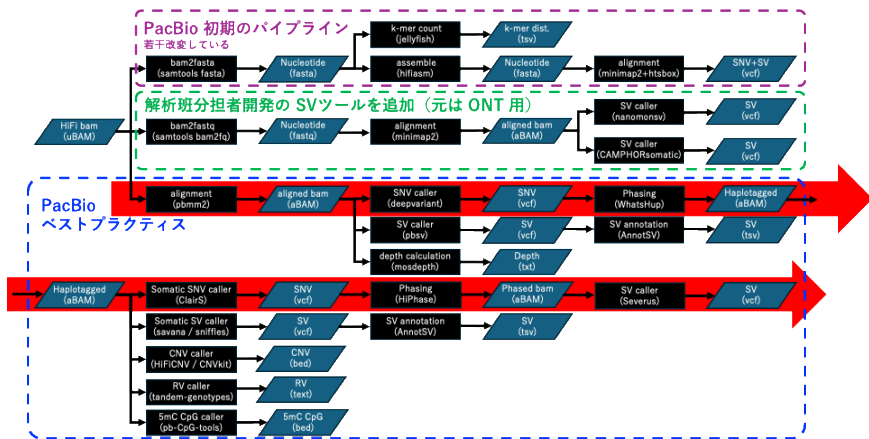 PacBio 初期のパイプライン
若干改変している
k-mer count
(jellyfish)
k-mer dist.
(tsv)
bam2fasta
(samtools fasta)
Nucleotide
(fasta)
assemble
(hifiasm)
Nucleotide
(fasta)
alignment
(minimap2+htsbox)
SNV+SV
(vcf)
解析班分担者開発の SVツールを追加（元は ONT 用）
HiFi bam
(uBAM)
bam2fastq
(samtools bam2fq)
Nucleotide
(fastq)
alignment
(minimap2)
aligned bam
(aBAM)
SV caller
(nanomonsv)
SV
(vcf)
SV caller
(CAMPHORsomatic)
SV
(vcf)
PacBio
ベストプラクティス
alignment
(pbmm2)
aligned bam
(aBAM)
SNV caller
(deepvariant)
SNV
(vcf)
Phasing
(WhatsHup)
Haplotagged
(aBAM)
SV caller
(pbsv)
SV
(vcf)
SV annotation
(AnnotSV)
SV
(tsv)
depth calculation
(mosdepth)
Depth
(txt)
Haplotagged
(aBAM)
Somatic SNV caller
(ClairS)
SNV
(vcf)
Phasing
(HiPhase)
Phased bam
(aBAM)
SV caller
(Severus)
SV
(vcf)
Somatic SV caller
(savana / sniffles)
SV
(vcf)
SV annotation
(AnnotSV)
SV
(tsv)
CNV caller
(HiFiCNV / CNVkit)
CNV
(bed)
RV caller
(tandem-genotypes)
RV
(text)
5mC CpG caller
(pb-CpG-tools)
5mC CpG
(bed)